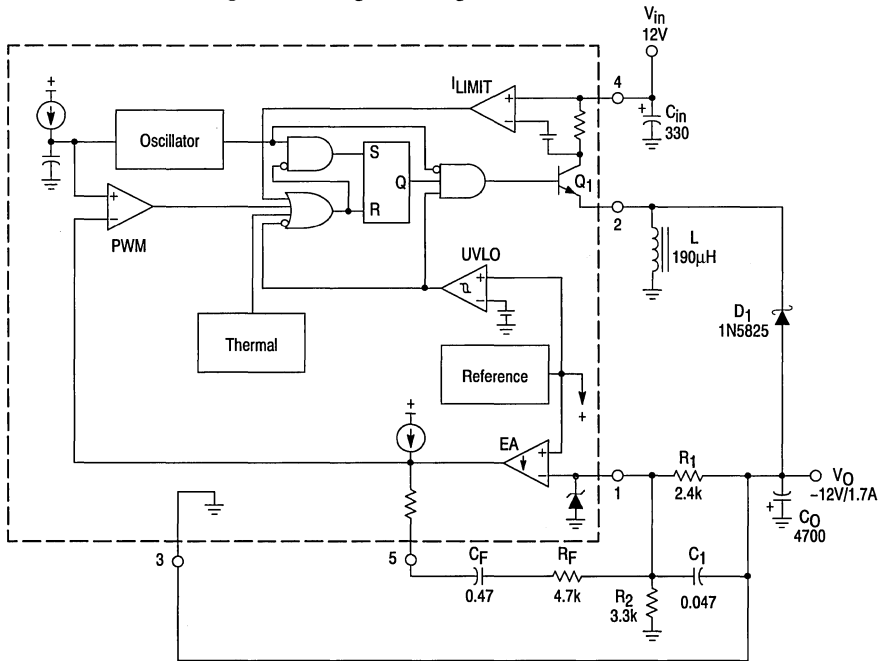 Vin
12V
ILIMIT
4
Cin
330
+
Oscillator
S
Q
R
Q1
2
PWM
UVLO
L
190µH
D1
1N5825
Thermal
Reference
+
EA
1
R1
2.4k
VO
–12V/1.7A
CO
4700
3
5
CF
0.47
RF
4.7k
R2
3.3k
C1
0.047